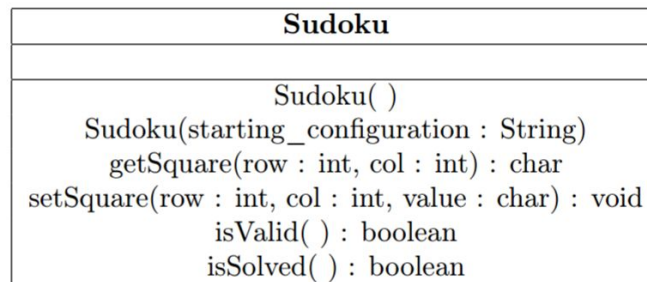 Sudoku
Sudoku( )
Sudoku(starting_configuration : String)
getSquare(row : int, col : int) : char
setSquare(row : int, col : int, value : char) : void
isValid( ) : boolean
isSolved( ) : boolean